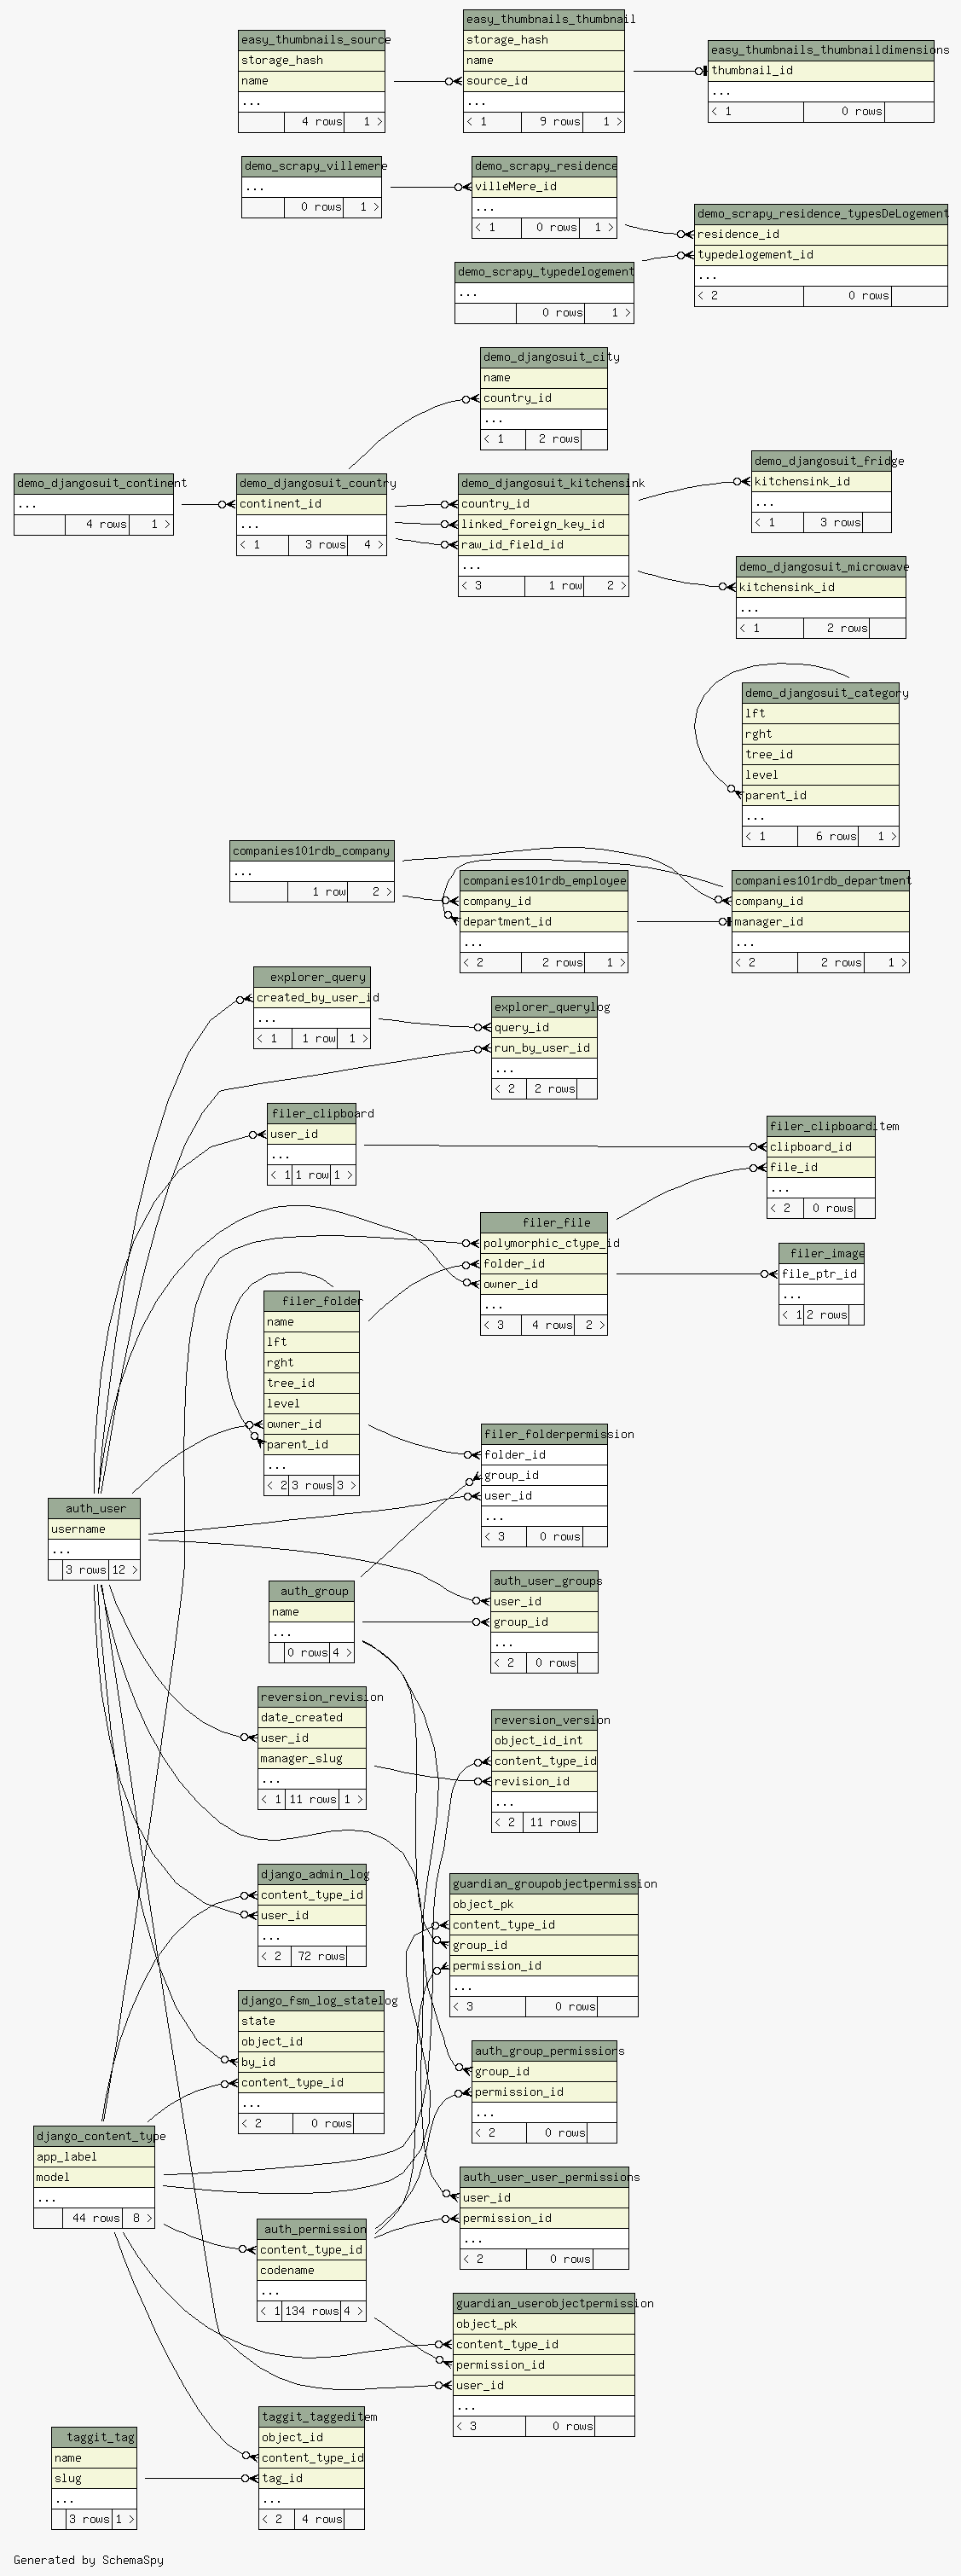 easy_thumbnails_source
storage_hash
name
...
4 rows 1 >
easy_thumbnails_thumbnail
storage_hash
name
source_id
...
< 1 9 rows 1 >
easy_thumbnails_thumbnaildimensions
thumbnail_id
...
< 1 0 rows
demo_scrapy_villemere
...
0 rows 1 >
demo_scrapy_residence
villeMere_id
...
< 1 0 rows 1 >
demo_scrapy_residence_typesDeLogement
residence_id
typedelogement_id
...
< 2 0 rows
demo_scrapy_typedelogement
...
0 rows 1 >
demo_djangosuit_city
name
country_id
...
< 1 2 rows
demo_djangosuit_continent
...
4 rows 1 >
demo_djangosuit_country
continent_id
...
< 1 3 rows 4 >
demo_djangosuit_kitchensink
country_id
linked_foreign_key_id
raw_id_field_id
...
< 3 1 row 2 >
demo_djangosuit_fridge
kitchensink_id
...
< 1 3 rows
demo_djangosuit_microwave
kitchensink_id
...
< 1 2 rows
demo_djangosuit_category
lft
rght
tree_id
level
parent_id
...
< 1 6 rows 1 >
companies101rdb_company
...
1 row 2 >
companies101rdb_employee
company_id
department_id
...
< 2 2 rows 1 >
companies101rdb_department
company_id
manager_id
...
< 2 2 rows 1 >
explorer_query
created_by_user_id
...
< 1 1 row 1 >
explorer_querylog
query_id
run_by_user_id
...
< 2 2 rows
filer_clipboard
user_id
...
< 1 1 row 1 >
filer_clipboarditem
clipboard_id
file_id
...
< 2 0 rows
filer_file
polymorphic_ctype_id
folder_id
owner_id
...
< 3 4 rows 2 >
filer_image
file_ptr_id
...
< 1 2 rows
filer_folder
name
lft
rght
tree_id
level
owner_id
parent_id
...
< 2 3 rows 3 >
filer_folderpermission
folder_id
group_id
user_id
...
< 3 0 rows
auth_user
username
...
3 rows 12 >
auth_group
name
...
0 rows 4 >
auth_user_groups
user_id
group_id
...
< 2 0 rows
reversion_revision
date_created
user_id
manager_slug
...
< 1 11 rows 1 >
reversion_version
object_id_int
content_type_id
revision_id
...
< 2 11 rows
django_admin_log
content_type_id
user_id
...
< 2 72 rows
guardian_groupobjectpermission
object_pk
content_type_id
group_id
permission_id
...
< 3 0 rows
django_fsm_log_statelog
state
object_id
by_id
content_type_id
...
< 2 0 rows
auth_group_permissions
group_id
permission_id
...
< 2 0 rows
django_content_type
app_label
model
...
44 rows 8 >
auth_user_user_permissions
user_id
permission_id
...
< 2 0 rows
auth_permission
content_type_id
codename
...
< 1 134 rows 4 >
guardian_userobjectpermission
object_pk
content_type_id
permission_id
user_id
...
< 3 0 rows
taggit_tag
name
slug
...
3 rows 1 >
taggit_taggeditem
object_id
content_type_id
tag_id
...
< 2 4 rows
Generated by SchemaSpy